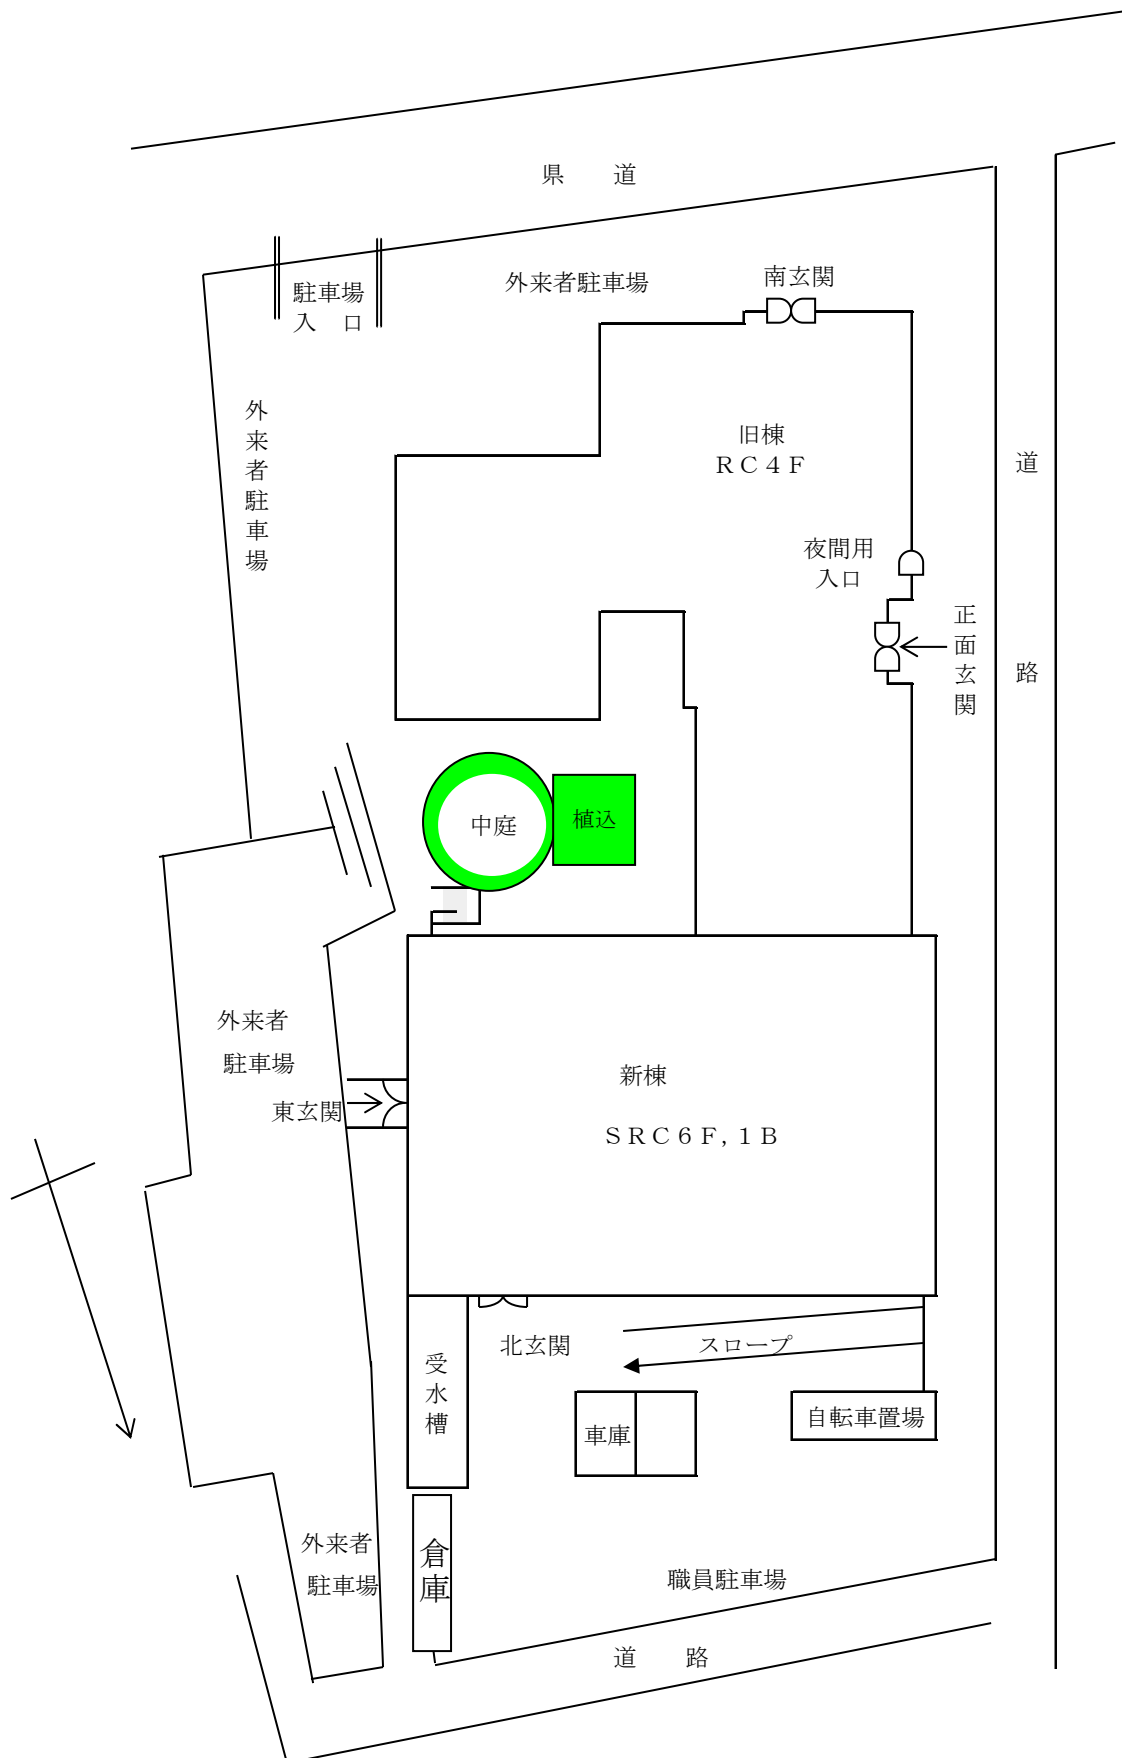 県　　道
南玄関
外来者駐車場
駐車場
入　口
外来者駐車場
旧棟
ＲＣ４Ｆ
道　　路
夜間用
入口
正面玄関
中庭
植込
外来者
駐車場
新棟
東玄関
ＳＲＣ６Ｆ,１Ｂ
北玄関
スロープ
受水槽
自転車置場
車庫
外来者
駐車場
倉庫
職員駐車場
道　　路